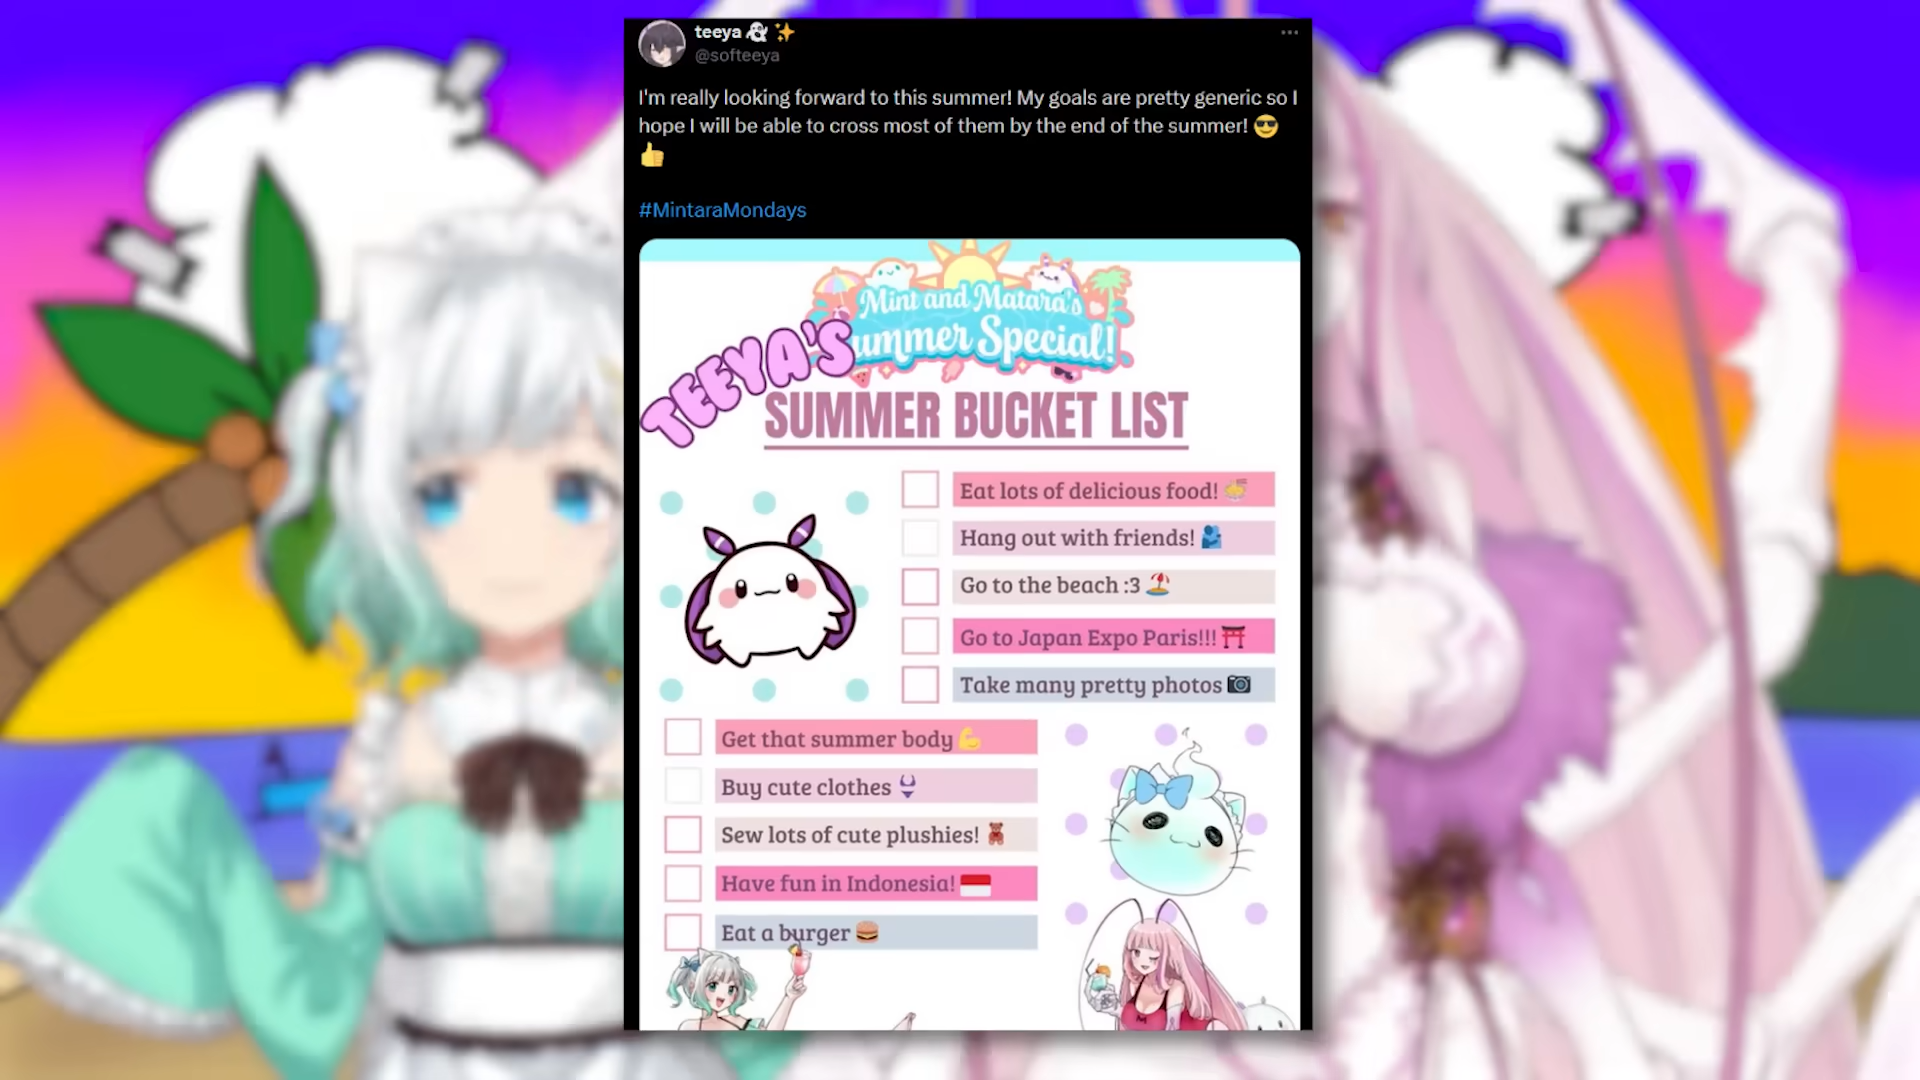 teeya
@softeeya
I'm really looking forward to this summer! My goals are pretty generic so I
hope I will be able to cross most of them by the end of the summer! 😎
👍
#MintaraMondays
Mint and Matara's
ummer Special!
TEEYA'S
SUMMER BUCKET LIST
Eat lots of delicious food!
Hang out with friends!
Go to the beach :3
Go to Japan Expo Paris!!!
Take many pretty photos
Get that summer body
Buy cute clothes
Sew lots of cute plushies!
Have fun in Indonesia!
Eat a burger